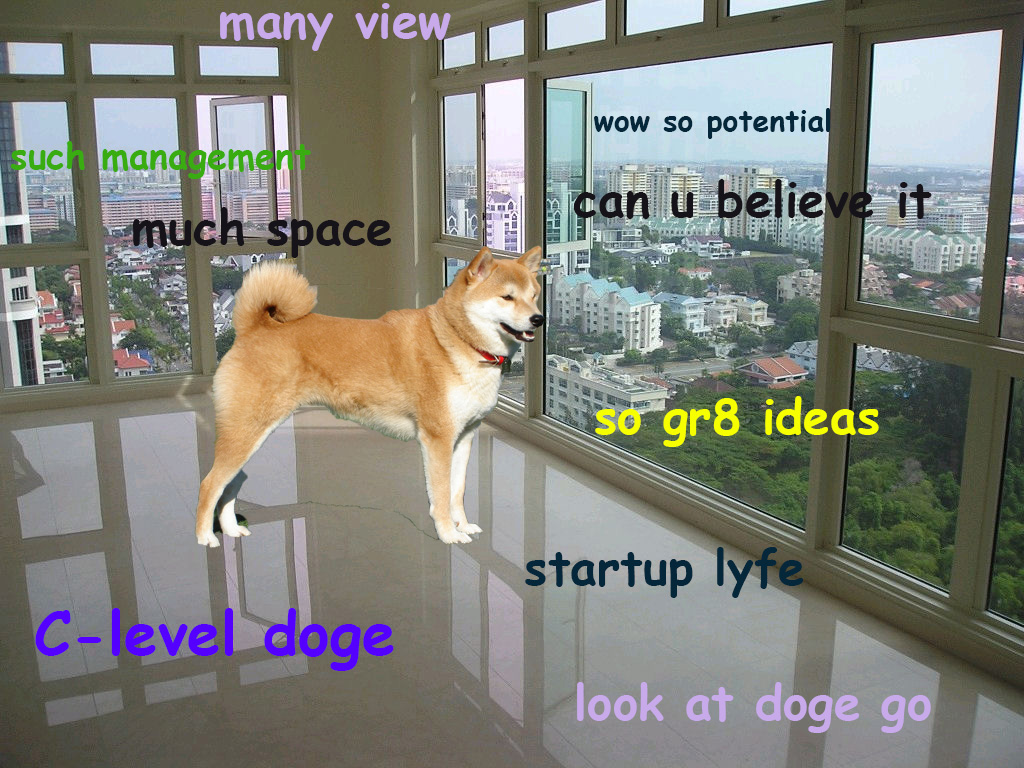 many view
wow so potential
such management
can u believe it
much space
so gr8 ideas
startup lyfe
C-level doge
look at doge go